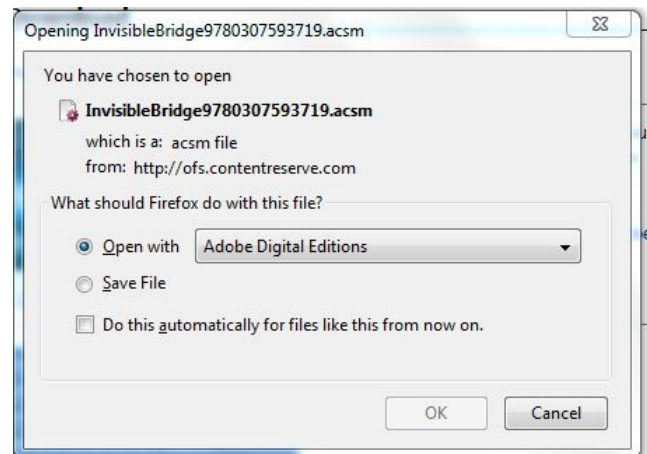 Opening InvisibleBridge9780307593719.acsm
You have chosen to open
InvisibleBridge9780307593719.acsm
which is a: acsm file
from: http://ofs.contentreserve.com
What should Firefox do with this file?
Open with Adobe Digital Editions
Save File
Do this automatically for files like this from now on.
OK Cancel